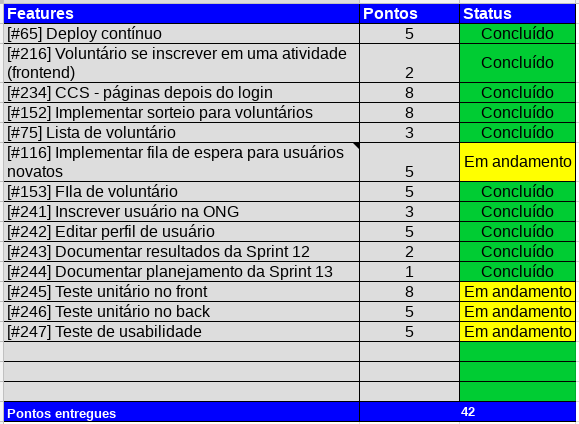 Features Pontos Status
[#65] Deploy contínuo 5 Concluído
[#216] Voluntário se inscrever em uma atividade
(frontend) 2 Concluído
[#234] CCS - páginas depois do login 8 Concluído
[#152] Implementar sorteio para voluntários 8 Concluído
[#75] Lista de voluntário 3 Concluído
[#116] Implementar fila de espera para usuários
novatos 5 Em andamento
[#153] FIla de voluntário 5 Concluído
[#241] Inscrever usuário na ONG 3 Concluído
[#242] Editar perfil de usuário 5 Concluído
[#243] Documentar resultados da Sprint 12 2 Concluído
[#244] Documentar planejamento da Sprint 13 1 Concluído
[#245] Teste unitário no front 8 Em andamento
[#246] Teste unitário no back 5 Em andamento
[#247] Teste de usabilidade 5 Em andamento
Pontos entregues 42